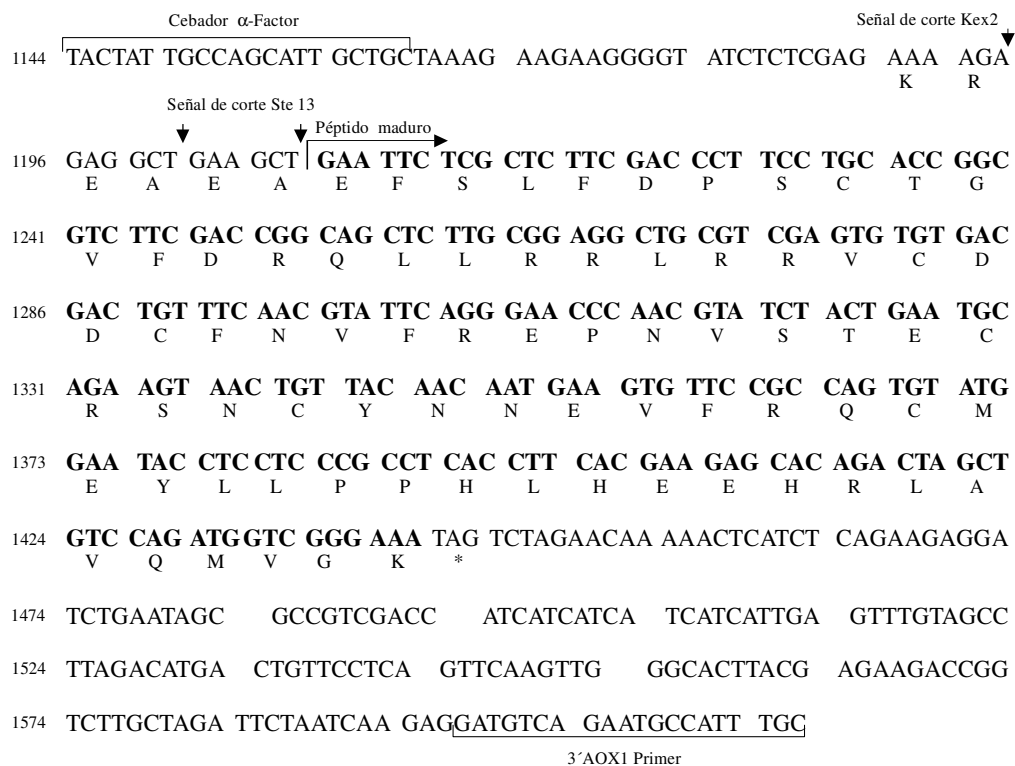 Cebador α-Factor
Señal de corte Kex2
1144 TACTAT TGCCAGCATT GCTGCTAAAG AAGAAGGGGT ATCTCTCGAG AAA AGA
K R
Señal de corte Ste 13
Péptido maduro
1196 GAG GCT GAA GCT GAA TTC TCG CTC TTC GAC CCT TCC TGC ACC GGC
E A E A E F S L F D P S C T G
1241 GTC TTC GAC CGG CAG CTC TTG CGG AGG CTG CGT CGA GTG TGT GAC
V F D R Q L L R R L R R V C D
1286 GAC TGT TTC AAC GTA TTC AGG GAA CCC AAC GTA TCT ACT GAA TGC
D C F N V F R E P N V S T E C
1331 AGA AGT AAC TGT TAC AAC AAT GAA GTG TTC CGC CAG TGT ATG
R S N C Y N N E V F R Q C M
1373 GAA TAC CTC CTC CCG CCT CAC CTT CAC GAA GAG CAC AGA CTA GCT
E Y L L P P H L H E E H R L A
1424 GTC CAG ATG GTC GGG AAA TAG TCTAGAACAA AAACTCATCT CAGAAGAGGA
V Q M V G K *
1474 TCTGAATAGC GCCGTCGACC ATCATCATCA TCATCATTGA GTTTGTAGCC
1524 TTAGACATGA CTGTTCCTCA GTTCAAGTTG GGCACTTACG AGAAGACCGG
1574 TCTTGCTAGA TTCTAATCAA GAGGATGTCA GAATGCCATT TGC
3´AOX1 Primer